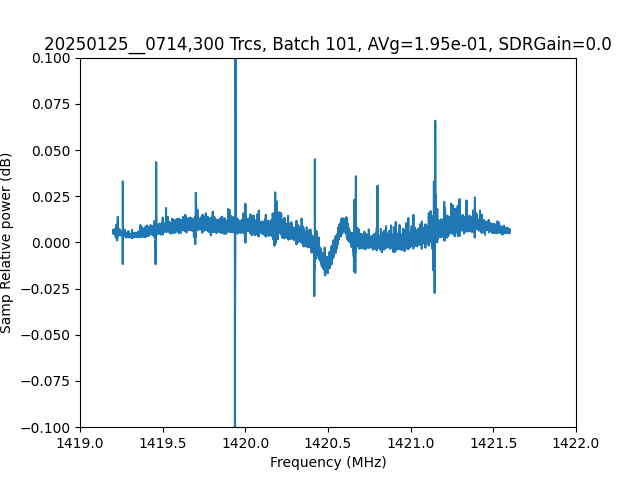 20250125__0714,300 Trcs, Batch 101, AVg=1.95e-01, SDRGain=0.0
0.100
0.075
0.050
0.025
0.000
−0.025
−0.050
−0.075
−0.100
Samp Relative power (dB)
1419.0 1419.5 1420.0 1420.5 1421.0 1421.5 1422.0
Frequency (MHz)